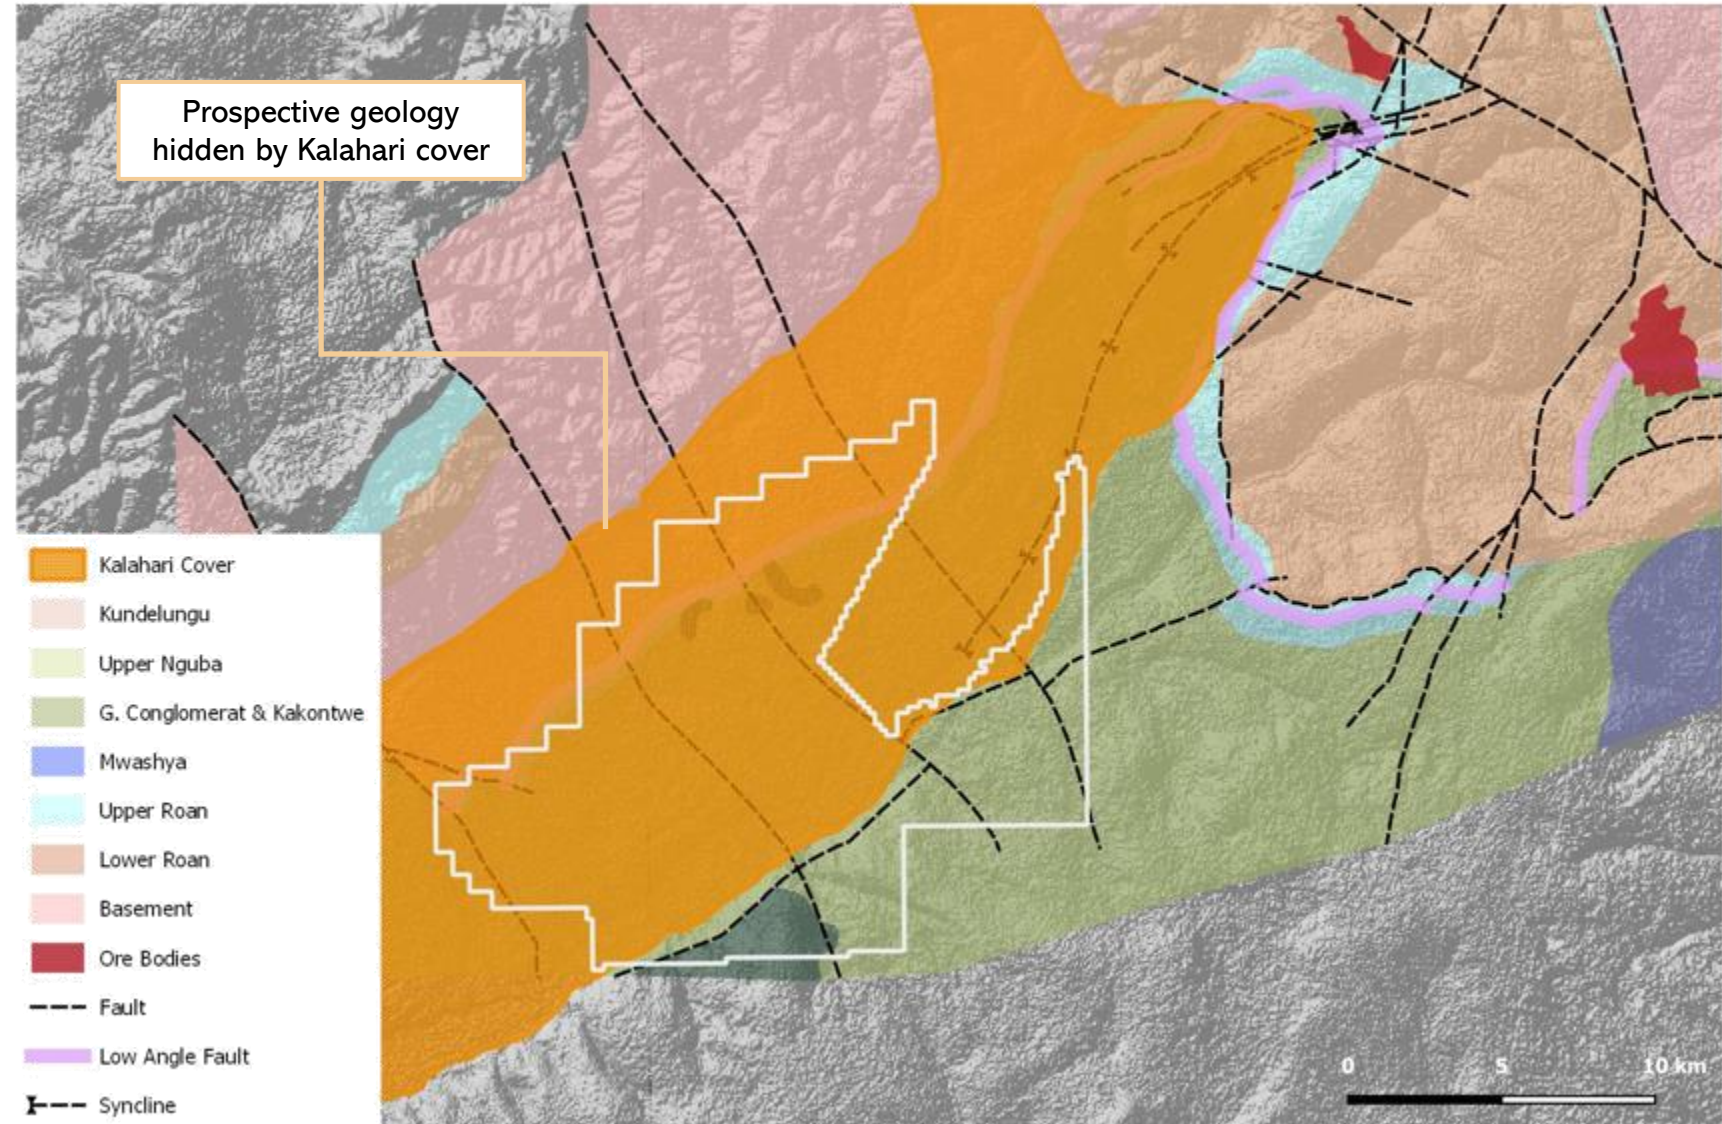 Prospective geology
hidden by Kalahari cover
Kalahari Cover
Kundelungu
Upper Nguba
G. Conglomerat & Kakontwe
Mwashya
Upper Roan
Lower Roan
Basement
Ore Bodies
Fault
Low Angle Fault
Syncline
0 5 10 km